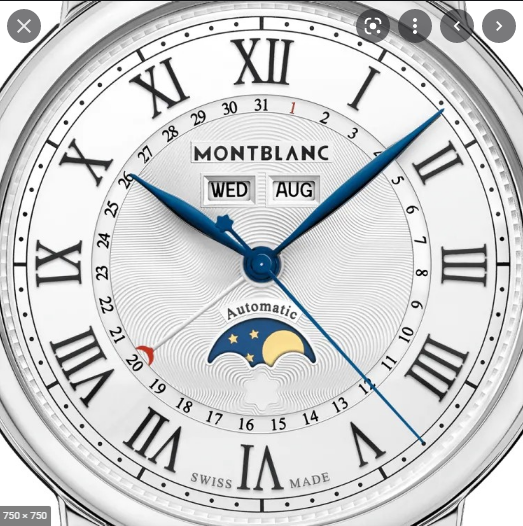 XII
I
II
III
IIII
V
VI
VII
VIII
IX
X
XI
1 2 3 4 5 6 7 8 9 10 11 12 13 14 15 16 17 18 19 20 21 22 23 24 25 26 27 28 29 30 31
MONTBLANC
WED AUG
Automatic
SWISS MADE
750 × 750